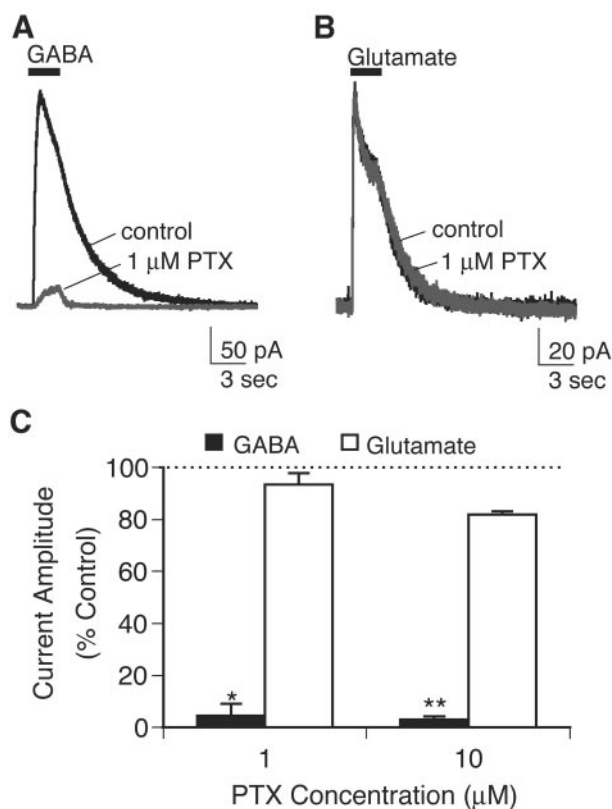 A
GABA
control
1 μM PTX
50 pA
3 sec
B
Glutamate
control
1 μM PTX
20 pA
3 sec
C
GABA Glutamate
Current Amplitude
(% Control)
100
80
60
40
20
0
* **
1 10
PTX Concentration (μM)